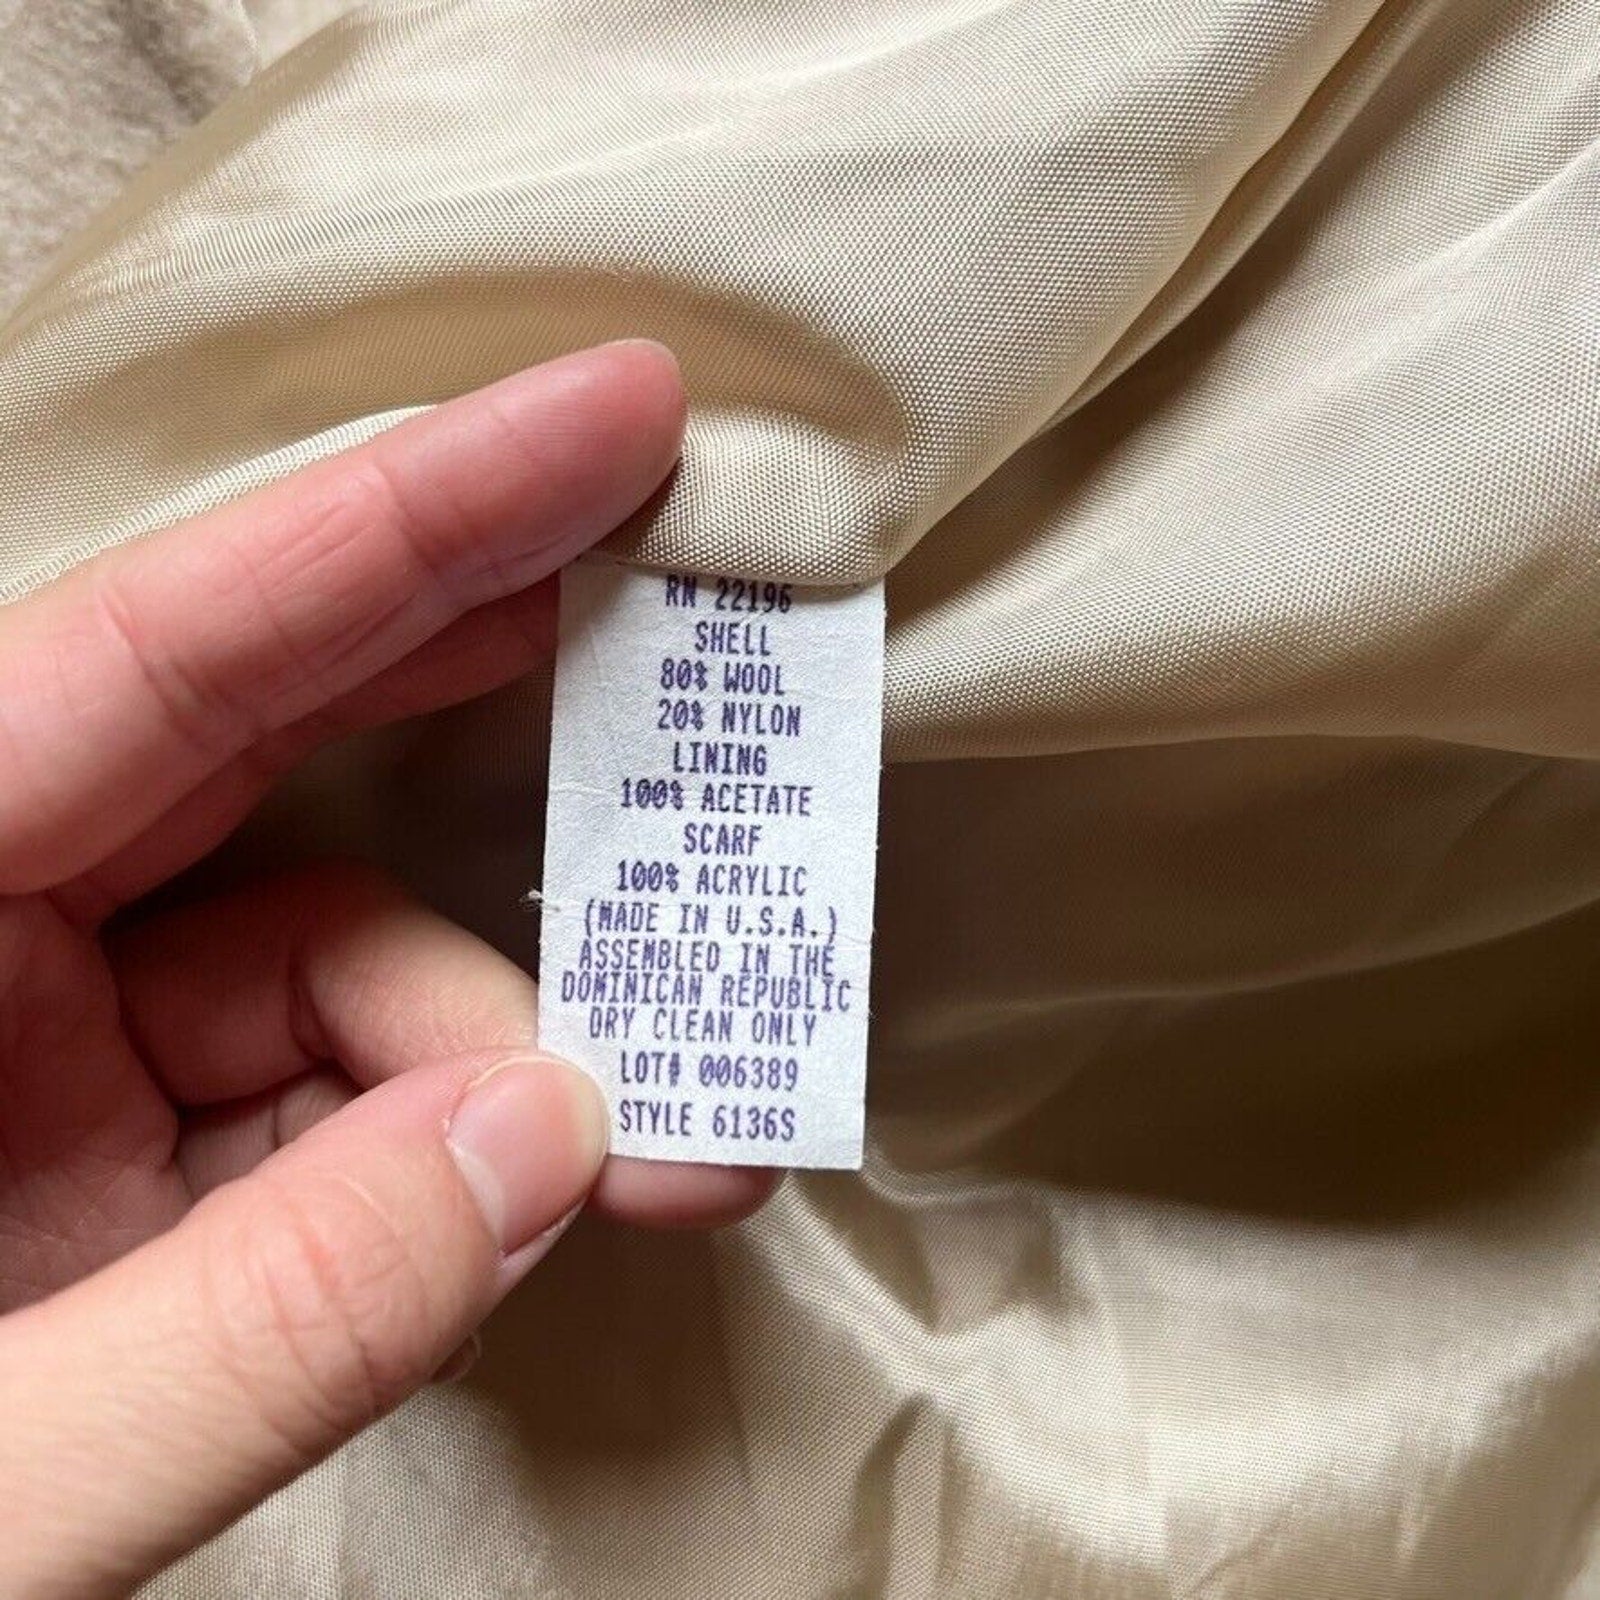 RN 22196
SHELL
80% WOOL
20% NYLON
LINING
100% ACETATE
SCARF
100% ACRYLIC
(MADE IN U.S.A.)
ASSEMBLED IN THE
DOMINICAN REPUBLIC
DRY CLEAN ONLY
LOT# 006389
STYLE 6136S